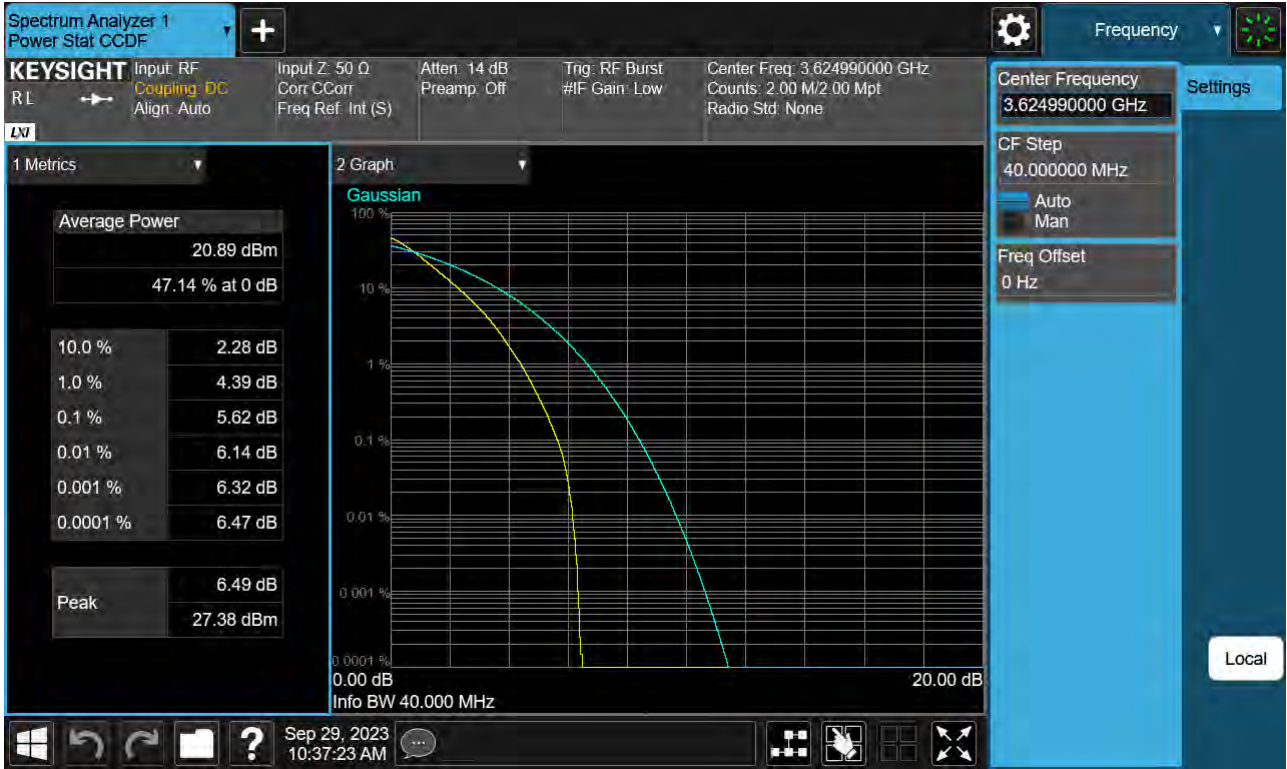 Spectrum Analyzer 1
Power Stat CCDF
Frequency
KEYSIGHT
R L
LXI
Input: RF
Coupling: DC
Align: Auto
Input Z: 50 Ω
Corr CCorr
Freq Ref: Int (S)
Atten: 14 dB
Preamp: Off
Trig: RF Burst
#IF Gain: Low
Center Freq: 3.624990000 GHz
Counts: 2.00 M/2.00 Mpt
Radio Std: None
1 Metrics
Average Power
20.89 dBm
47.14 % at 0 dB
10.0 % 2.28 dB
1.0 % 4.39 dB
0.1 % 5.62 dB
0.01 % 6.14 dB
0.001 % 6.32 dB
0.0001 % 6.47 dB
Peak
6.49 dB
27.38 dBm
2 Graph
Gaussian
100 %
10 %
1 %
0.1 %
0.01 %
0.001 %
0.0001 %
0.00 dB 20.00 dB
Info BW 40.000 MHz
Center Frequency
3.624990000 GHz
CF Step
40.000000 MHz
Auto
Man
Freq Offset
0 Hz
Settings
Local
?
Sep 29, 2023
10:37:23 AM